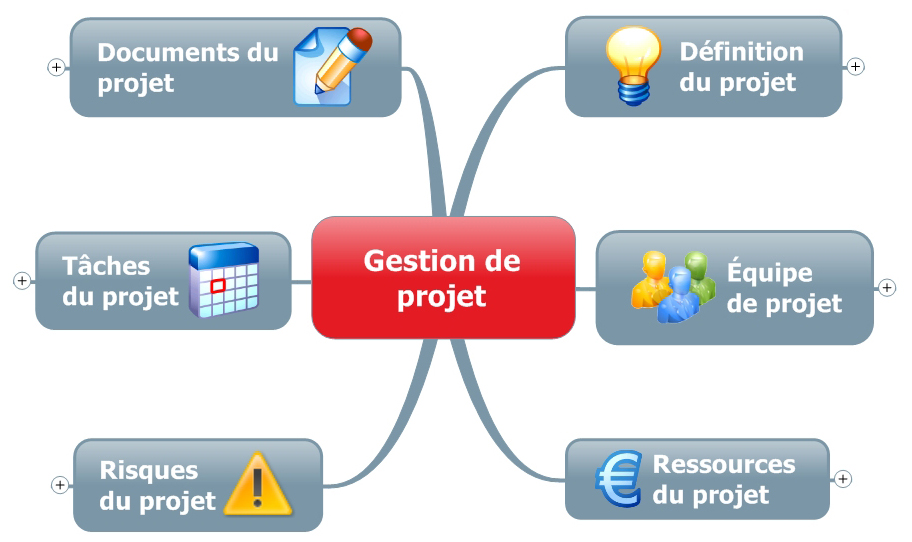 Documents du
projet
Définition
du projet
Tâches
du projet
Gestion de
projet
Équipe
de projet
Risques
du projet
Ressources
du projet